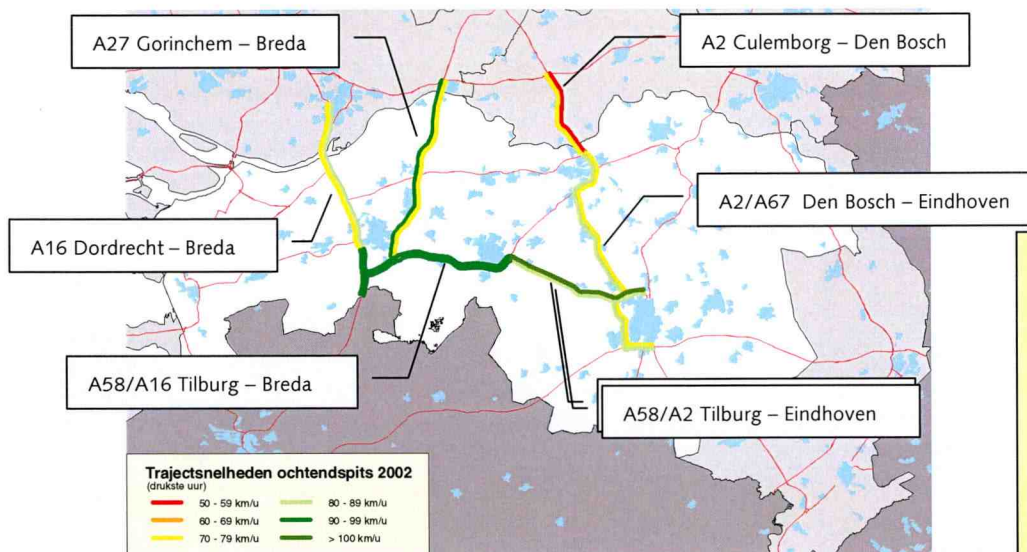 A27 Gorinchem – Breda
A2 Culemborg – Den Bosch
A2/A67 Den Bosch – Eindhoven
A16 Dordrecht – Breda
A58/A16 Tilburg – Breda
A58/A2 Tilburg – Eindhoven
Trajectsnelheden ochtendspits 2002
(drukste uur)
50 - 59 km/u
80 - 89 km/u
60 - 69 km/u
90 - 99 km/u
70 - 79 km/u
> 100 km/u